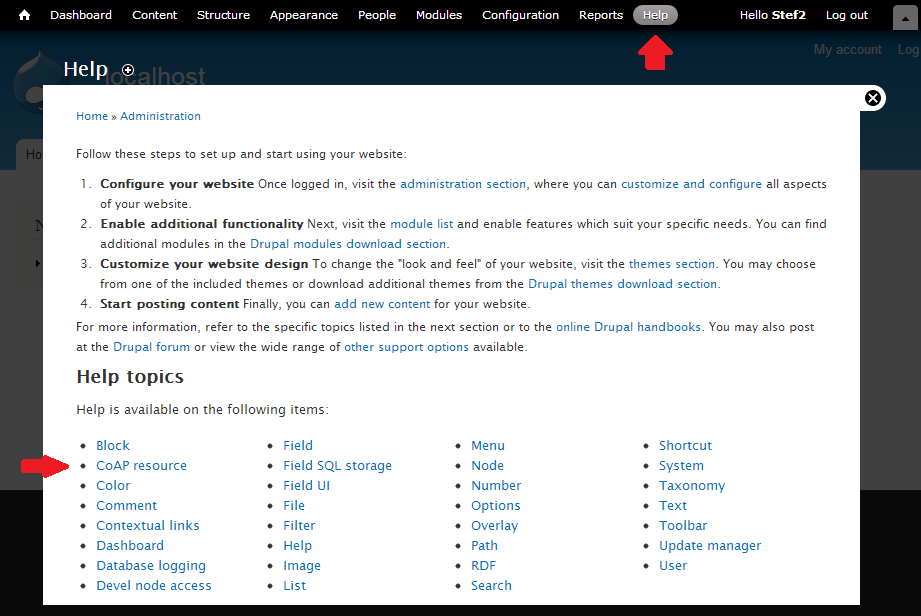 Dashboard Content Structure Appearance People Modules Configuration Reports Help Hello Stef2 Log out
My account Log
Help
localhost
Ho
Home » Administration
Follow these steps to set up and start using your website:
1. Configure your website Once logged in, visit the administration section, where you can customize and configure all aspects
of your website.
2. Enable additional functionality Next, visit the module list and enable features which suit your specific needs. You can find
additional modules in the Drupal modules download section.
3. Customize your website design To change the "look and feel" of your website, visit the themes section. You may choose
from one of the included themes or download additional themes from the Drupal themes download section.
4. Start posting content Finally, you can add new content for your website.
For more information, refer to the specific topics listed in the next section or to the online Drupal handbooks. You may also post
at the Drupal forum or view the wide range of other support options available.
Help topics
Help is available on the following items:
Block
CoAP resource
Color
Comment
Contextual links
Dashboard
Database logging
Devel node access
Field
Field SQL storage
Field UI
File
Filter
Help
Image
List
Menu
Node
Number
Options
Overlay
Path
RDF
Search
Shortcut
System
Taxonomy
Text
Toolbar
Update manager
User